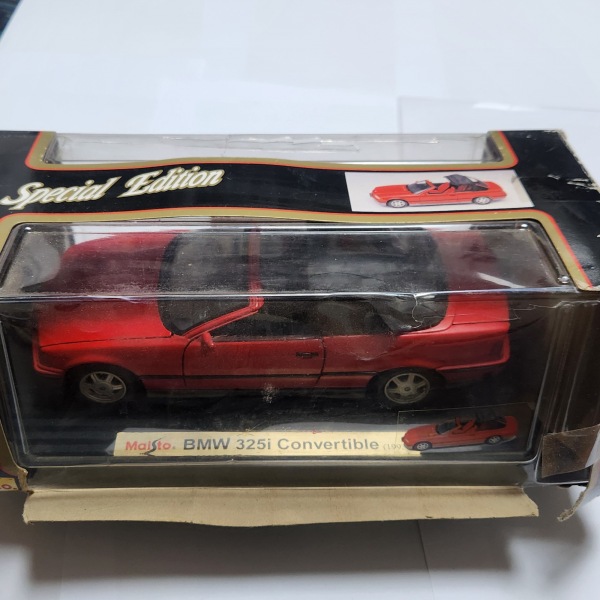 Special Edition
Maisto. BMW 325i Convertible